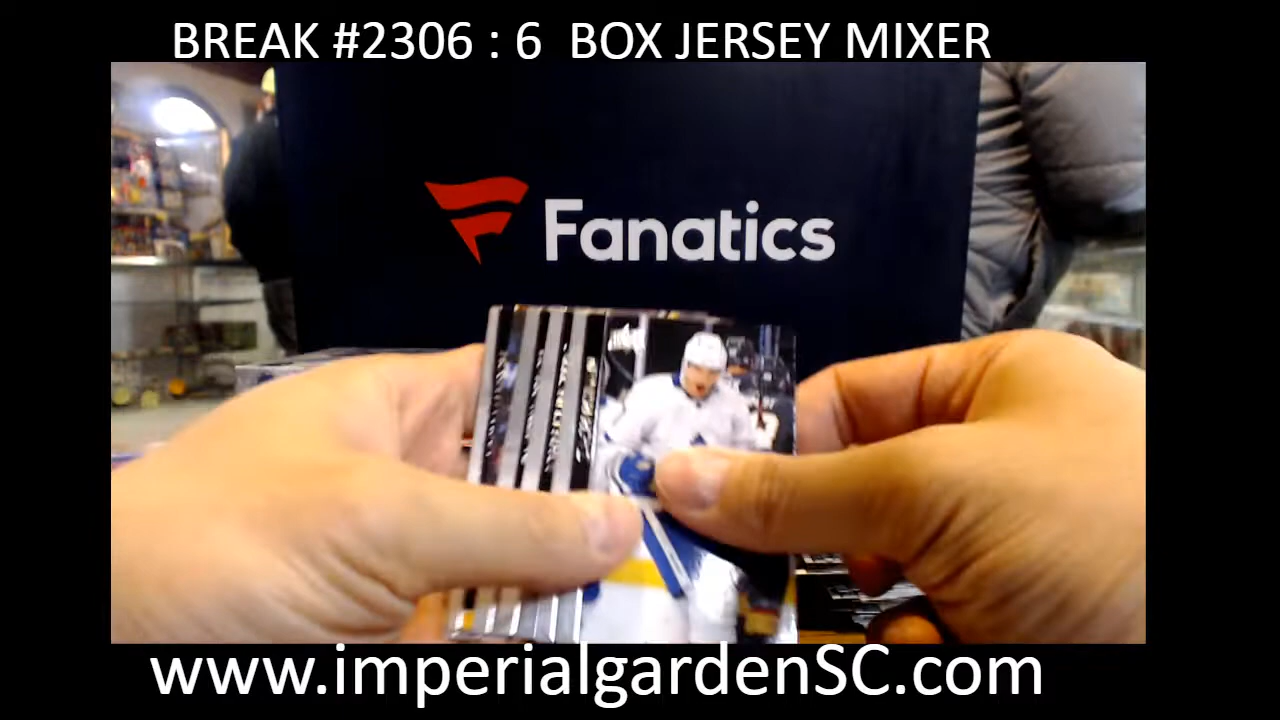 BREAK #2306 : 6 BOX JERSEY MIXER
Fanatics
www.imperialgardenSC.com